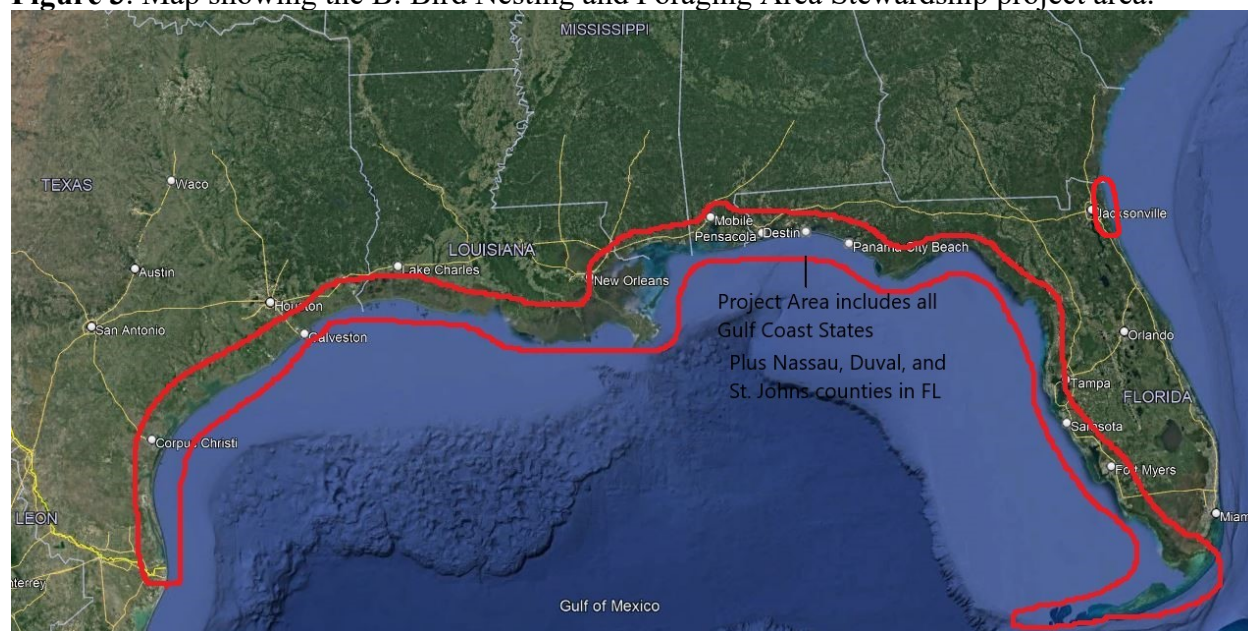 Figure 3. Map showing the B. Bird Nesting and Foraging Area Stewardship project area.
MISSISSIPPI
TEXAS
Waco
Jacksonville
Mobile
Pensacola
Destin
Panama City Beach
LOUISIANA
Lake Charles
Austin
New Orleans
Houston
San Antonio
Galveston
Project Area includes all
Gulf Coast States
Plus Nassau, Duval, and
St. Johns counties in FL
Orlando
Tampa
FLORIDA
Sarasota
Corpus Christi
Fort Myers
LEON
Miam
terrey
Gulf of Mexico